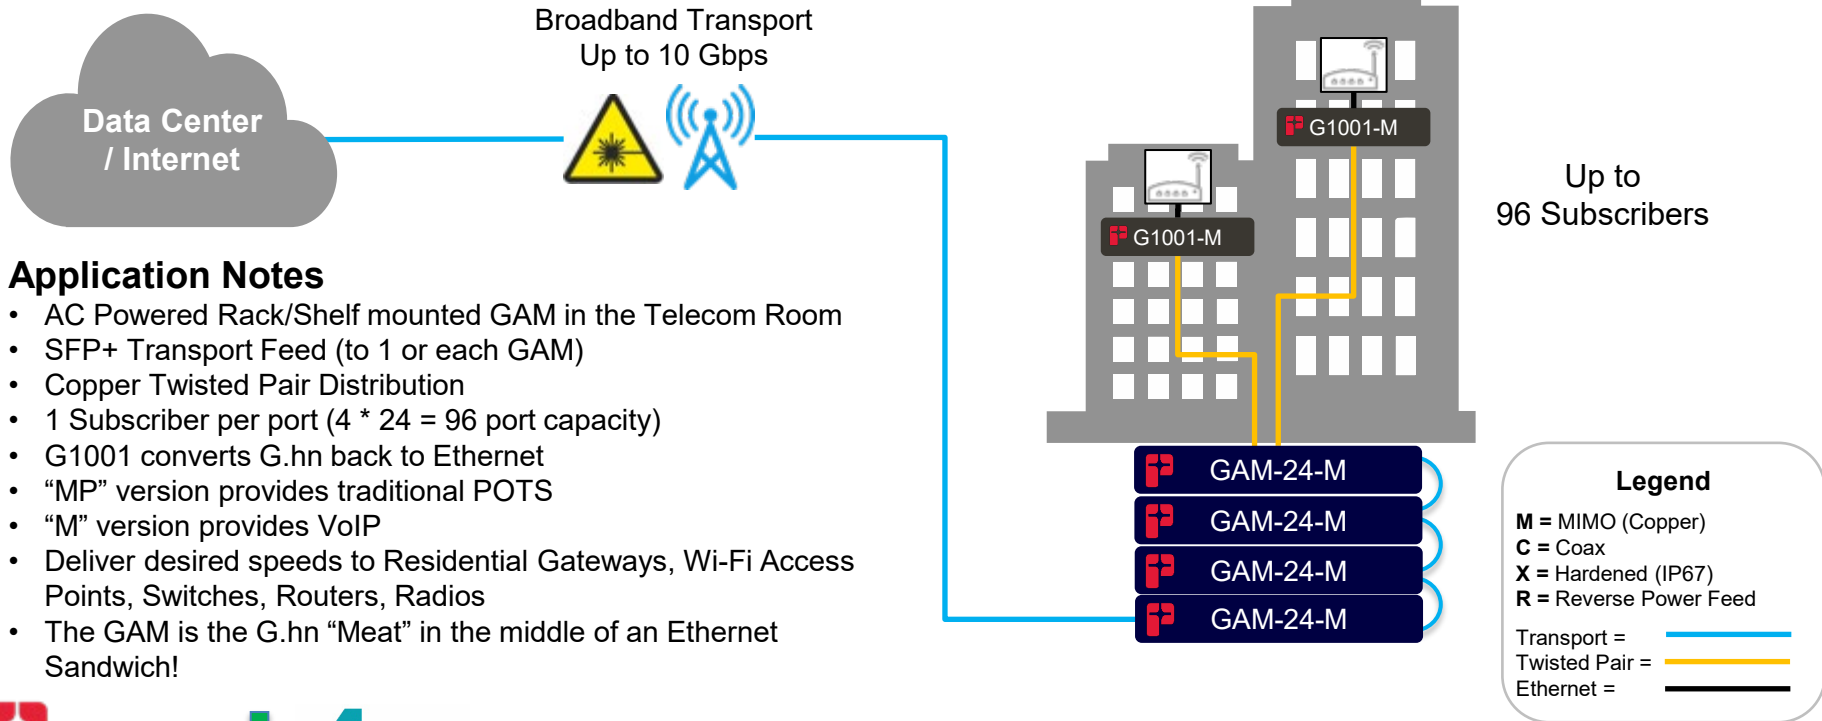 Broadband Transport
Up to 10 Gbps
Data Center
/ Internet
G1001-M
G1001-M
Up to
96 Subscribers
Application Notes
• AC Powered Rack/Shelf mounted GAM in the Telecom Room
• SFP+ Transport Feed (to 1 or each GAM)
• Copper Twisted Pair Distribution
• 1 Subscriber per port (4 * 24 = 96 port capacity)
• G1001 converts G.hn back to Ethernet
• “MP” version provides traditional POTS
• “M” version provides VoIP
• Deliver desired speeds to Residential Gateways, Wi-Fi Access
Points, Switches, Routers, Radios
• The GAM is the G.hn “Meat” in the middle of an Ethernet
Sandwich!
GAM-24-M
GAM-24-M
GAM-24-M
GAM-24-M
Legend
M = MIMO (Copper)
C = Coax
X = Hardened (IP67)
R = Reverse Power Feed
Transport =
Twisted Pair =
Ethernet =